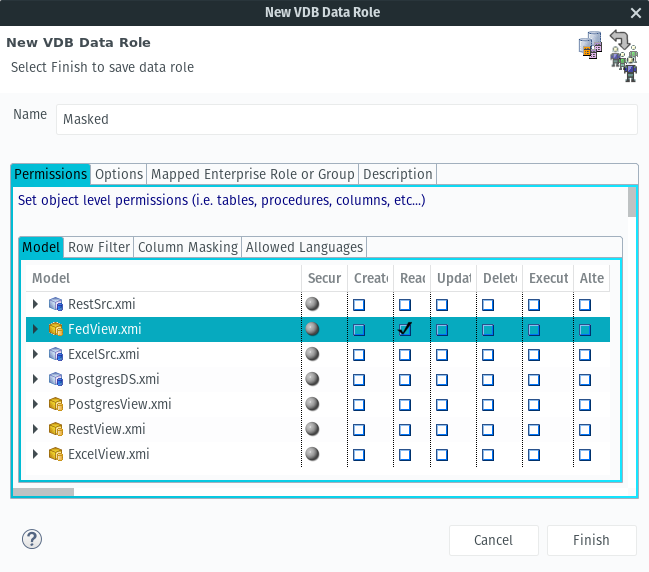 New VDB Data Role
New VDB Data Role
Select Finish to save data role
Name Masked
Permissions Options Mapped Enterprise Role or Group Description
Set object level permissions (i.e. tables, procedures, columns, etc...)
Model Row Filter Column Masking Allowed Languages
Model Secur Create Read Updat Delete Execut Alte
RestSrc.xmi
FedView.xmi
ExcelSrc.xmi
PostgresDS.xmi
PostgresView.xmi
RestView.xmi
ExcelView.xmi
? Cancel Finish